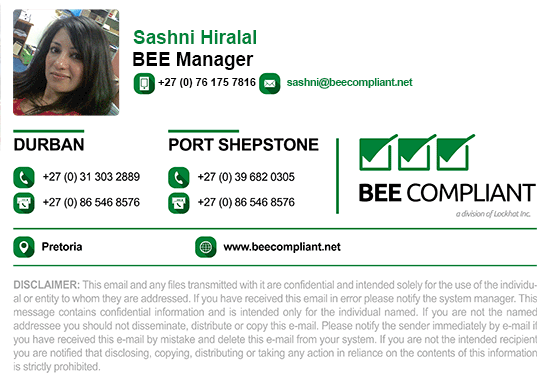 Sashni Hiralal
BEE Manager
+27 (0) 76 175 7816 sashni@beecompliant.net
DURBAN
+27 (0) 31 303 2889
+27 (0) 86 548 8576
PORT SHEPSTONE
+27 (0) 39 682 0305
+27 (0) 86 546 8576
BEE COMPLIANT
a division of Lockhat Inc.
Pretoria www.beecompliant.net
DISCLAIMER: This email and any files transmitted with it are confidential and intended solely for the use of the individu-
al or entity to whom they are addressed. If you have received this email in error please notify the system manager. This
message contains confidential information and is intended only for the individual named. If you are not the named
addressee you should not disseminate, distribute or copy this e-mail. Please notify the sender immediately by e-mail if
you have received this e-mail by mistake and delete this e-mail from your system. If you are not the intended recipient
you are notified that disclosing, copying, distributing or taking any action in reliance on the contents of this information
is strictly prohibited.